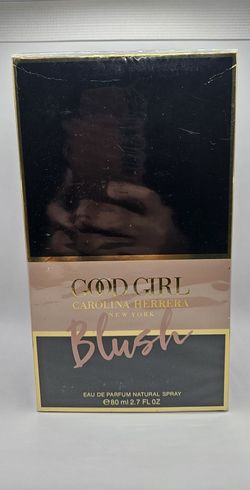 GOOD GIRL
CAROLINA HERRERA
NEW YORK
Blush
EAU DE PARFUM NATURAL SPRAY
℮ 80 ml 2.7 FL OZ